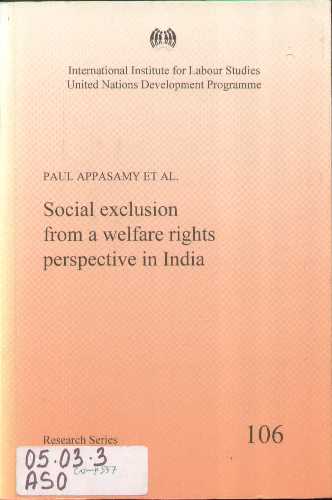 International Institute for Labour Studies
United Nations Development Programme
PAUL APPASAMY ET AL.
Social exclusion
from a welfare rights
perspective in India
Research Series
106
05.03.3
ASO